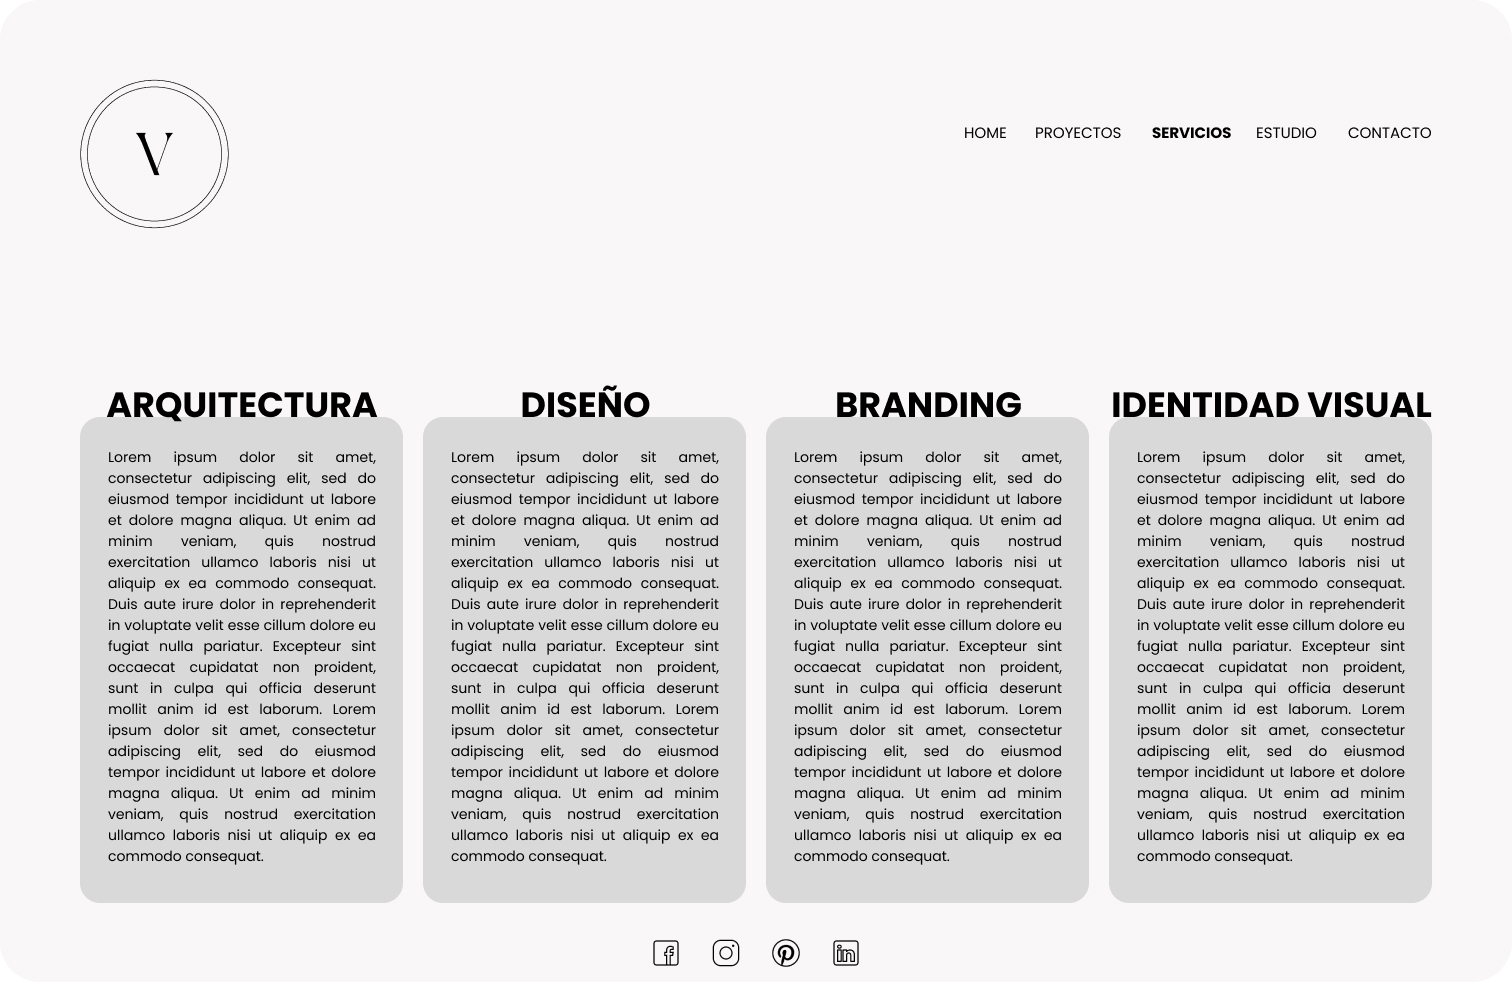 V
HOME PROYECTOS SERVICIOS ESTUDIO CONTACTO
ARQUITECTURA
Lorem ipsum dolor sit amet,
consectetur adipiscing elit, sed do
eiusmod tempor incididunt ut labore
et dolore magna aliqua. Ut enim ad
minim veniam, quis nostrud
exercitation ullamco laboris nisi ut
aliquip ex ea commodo consequat.
Duis aute irure dolor in reprehenderit
in voluptate velit esse cillum dolore eu
fugiat nulla pariatur. Excepteur sint
occaecat cupidatat non proident,
sunt in culpa qui officia deserunt
mollit anim id est laborum. Lorem
ipsum dolor sit amet, consectetur
adipiscing elit, sed do eiusmod
tempor incididunt ut labore et dolore
magna aliqua. Ut enim ad minim
veniam, quis nostrud exercitation
ullamco laboris nisi ut aliquip ex ea
commodo consequat.
DISEÑO
Lorem ipsum dolor sit amet,
consectetur adipiscing elit, sed do
eiusmod tempor incididunt ut labore
et dolore magna aliqua. Ut enim ad
minim veniam, quis nostrud
exercitation ullamco laboris nisi ut
aliquip ex ea commodo consequat.
Duis aute irure dolor in reprehenderit
in voluptate velit esse cillum dolore eu
fugiat nulla pariatur. Excepteur sint
occaecat cupidatat non proident,
sunt in culpa qui officia deserunt
mollit anim id est laborum. Lorem
ipsum dolor sit amet, consectetur
adipiscing elit, sed do eiusmod
tempor incididunt ut labore et dolore
magna aliqua. Ut enim ad minim
veniam, quis nostrud exercitation
ullamco laboris nisi ut aliquip ex ea
commodo consequat.
BRANDING
Lorem ipsum dolor sit amet,
consectetur adipiscing elit, sed do
eiusmod tempor incididunt ut labore
et dolore magna aliqua. Ut enim ad
minim veniam, quis nostrud
exercitation ullamco laboris nisi ut
aliquip ex ea commodo consequat.
Duis aute irure dolor in reprehenderit
in voluptate velit esse cillum dolore eu
fugiat nulla pariatur. Excepteur sint
occaecat cupidatat non proident,
sunt in culpa qui officia deserunt
mollit anim id est laborum. Lorem
ipsum dolor sit amet, consectetur
adipiscing elit, sed do eiusmod
tempor incididunt ut labore et dolore
magna aliqua. Ut enim ad minim
veniam, quis nostrud exercitation
ullamco laboris nisi ut aliquip ex ea
commodo consequat.
IDENTIDAD VISUAL
Lorem ipsum dolor sit amet,
consectetur adipiscing elit, sed do
eiusmod tempor incididunt ut labore
et dolore magna aliqua. Ut enim ad
minim veniam, quis nostrud
exercitation ullamco laboris nisi ut
aliquip ex ea commodo consequat.
Duis aute irure dolor in reprehenderit
in voluptate velit esse cillum dolore eu
fugiat nulla pariatur. Excepteur sint
occaecat cupidatat non proident,
sunt in culpa qui officia deserunt
mollit anim id est laborum. Lorem
ipsum dolor sit amet, consectetur
adipiscing elit, sed do eiusmod
tempor incididunt ut labore et dolore
magna aliqua. Ut enim ad minim
veniam, quis nostrud exercitation
ullamco laboris nisi ut aliquip ex ea
commodo consequat.